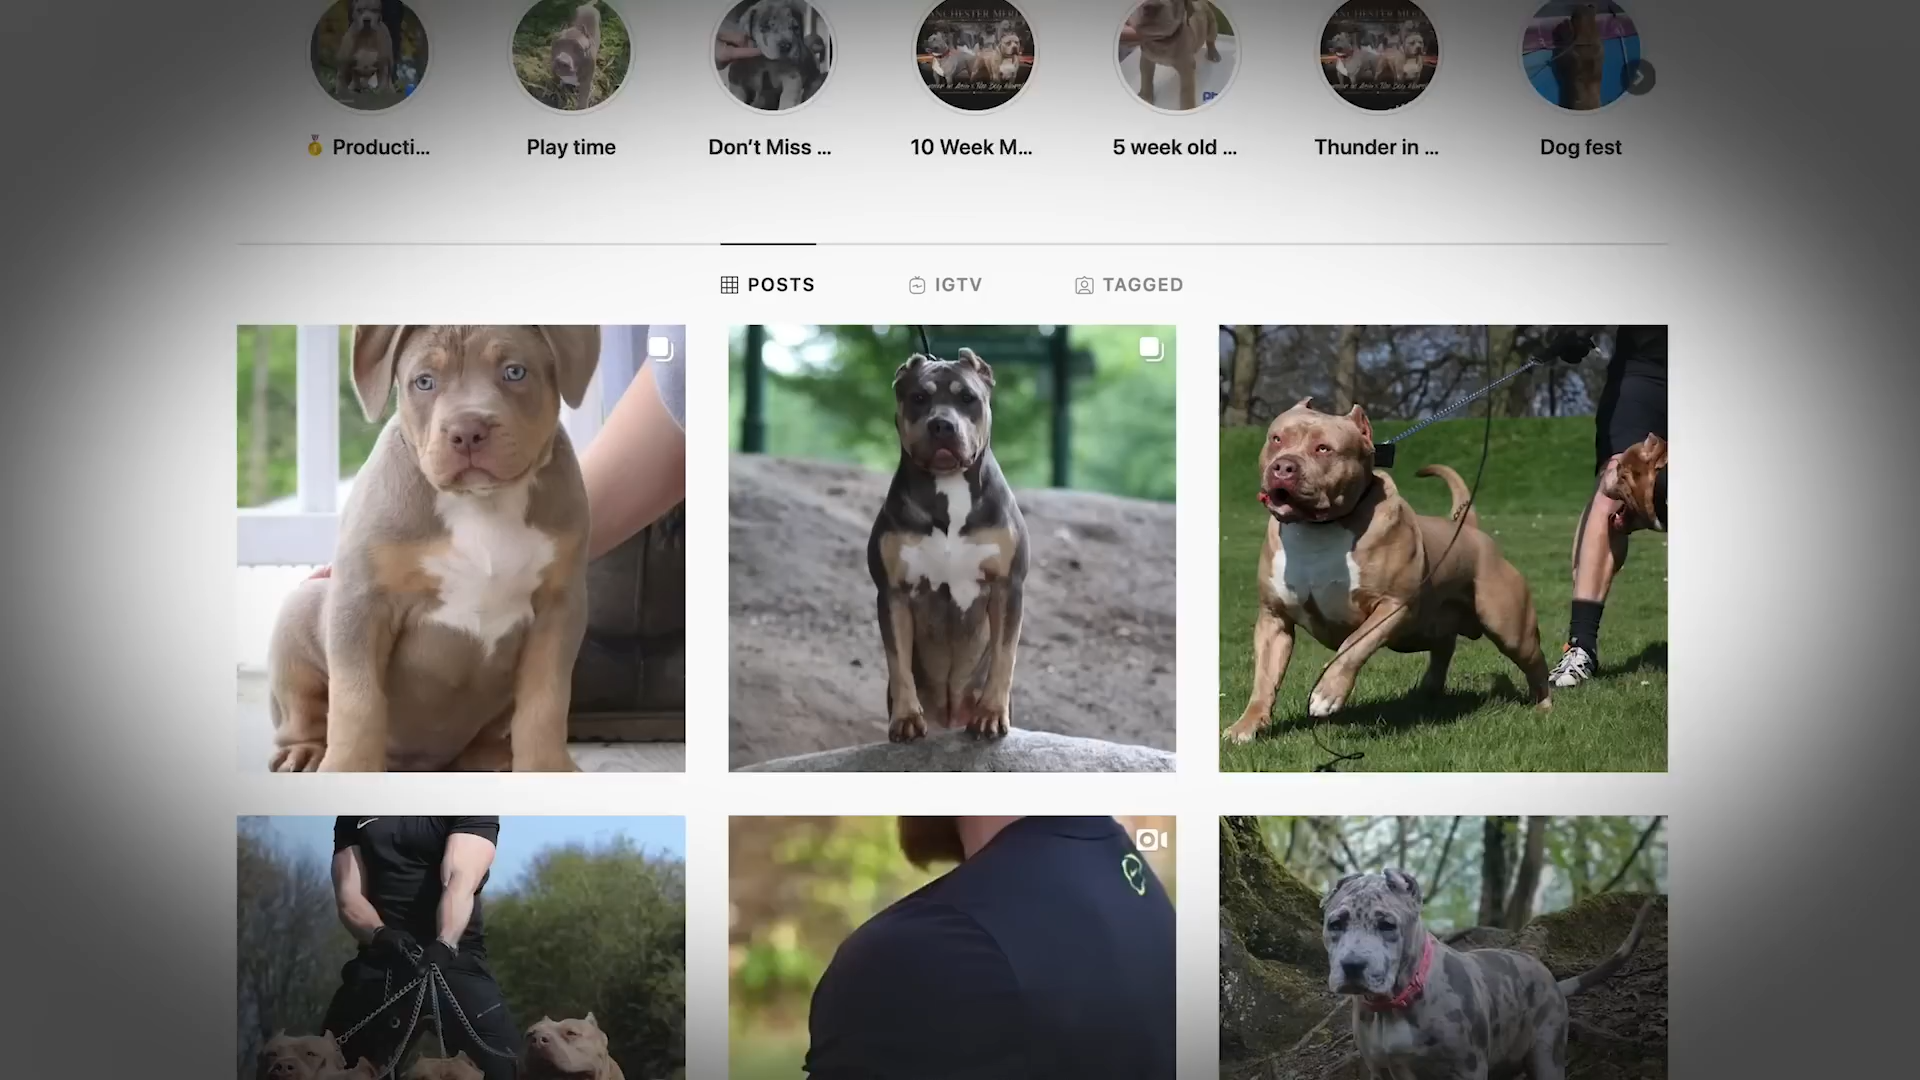 Producti...
Play time
Don't Miss ...
10 Week M...
5 week old ...
Thunder in ...
Dog fest
POSTS
IGTV
TAGGED